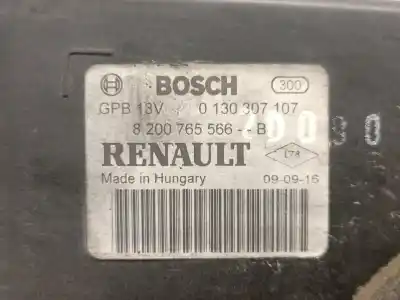 BOSCH 300
GPB 13V 0 130 307 107
8 200 765 566 - - B
RENAULT L78
Made in Hungary 09-09-16